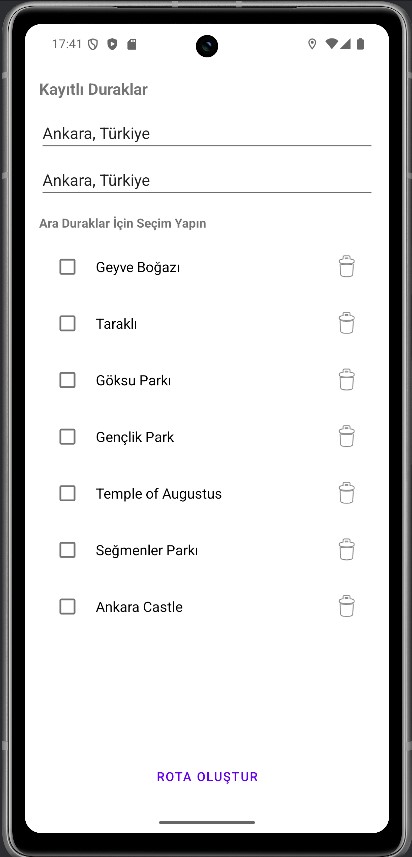 17:41
Kayıtlı Duraklar
Ankara, Türkiye
Ankara, Türkiye
Ara Duraklar İçin Seçim Yapın
Geyve Boğazı
Taraklı
Göksu Parkı
Gençlik Park
Temple of Augustus
Seğmenler Parkı
Ankara Castle
ROTA OLUŞTUR